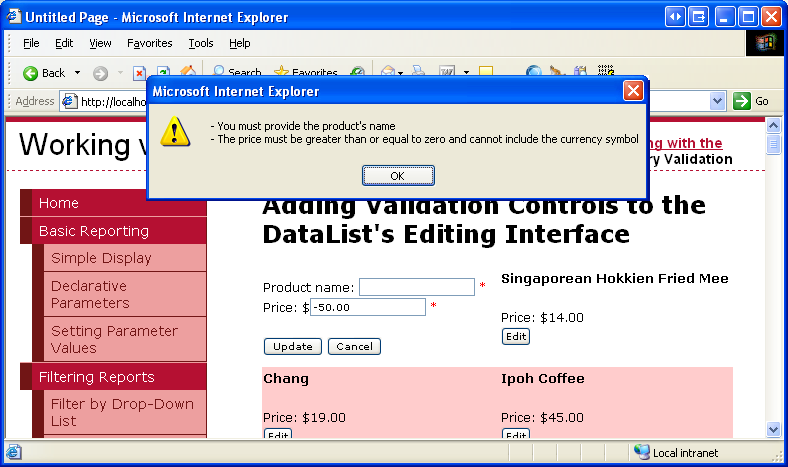 Untitled Page - Microsoft Internet Explorer
File Edit View Favorites Tools Help
Back Search Favorites
Address http://localho Go
Microsoft Internet Explorer
- You must provide the product's name
- The price must be greater than or equal to zero and cannot include the currency symbol
OK
Working ng with the
ry Validation
Home
Basic Reporting
Simple Display
Declarative
Parameters
Setting Parameter
Values
Filtering Reports
Filter by Drop-Down
List
Adding Validation Controls to the
DataList's Editing Interface
Product name: *
Price: $ -50.00 *
Update Cancel
Singaporean Hokkien Fried Mee
Price: $14.00
Edit
Chang
Price: $19.00
Edit
Ipoh Coffee
Price: $45.00
Edit
Local intranet